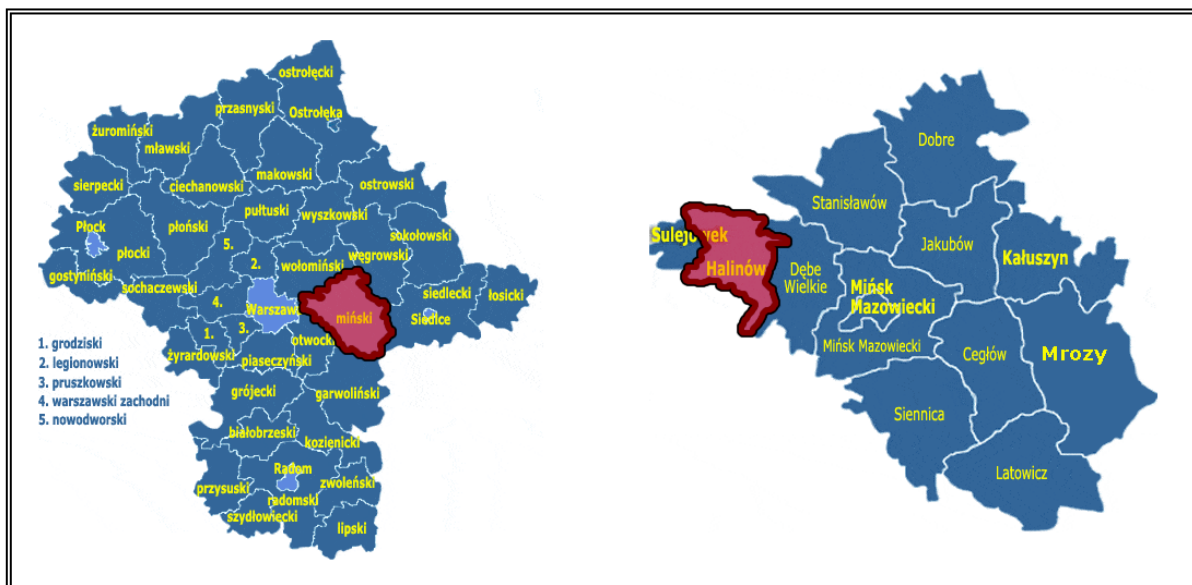 ostrołęcki
przasnyski
Ostrołęka
żuromiński
mławski
sierpecki
ciechanowski
makowski
ostrowski
pułtuski
wyszkowski
Płock
płoński
płocki
5.
sokołowski
węgrowski
2.
wołomiński
gostyniński
sochaczewski
4.
Warszawa
miński
siedlecki
łosicki
Siedlce
1.
3.
otwocki
żyrardowski
piaseczyński
1. grodziski
2. legionowski
3. pruszkowski
4. warszawski zachodni
5. nowodworski
grójecki
garwoliński
białobrzeski
kozienicki
Radom
przysuski
zwoleński
radomski
szydłowiecki
lipski
Dobre
Stanisławów
Sulejówek
Halinów
Jakubów
Kałuszyn
Dębe
Wielkie
Mińsk
Mazowiecki
Mińsk Mazowiecki
Cegłów
Mrozy
Siennica
Latowicz